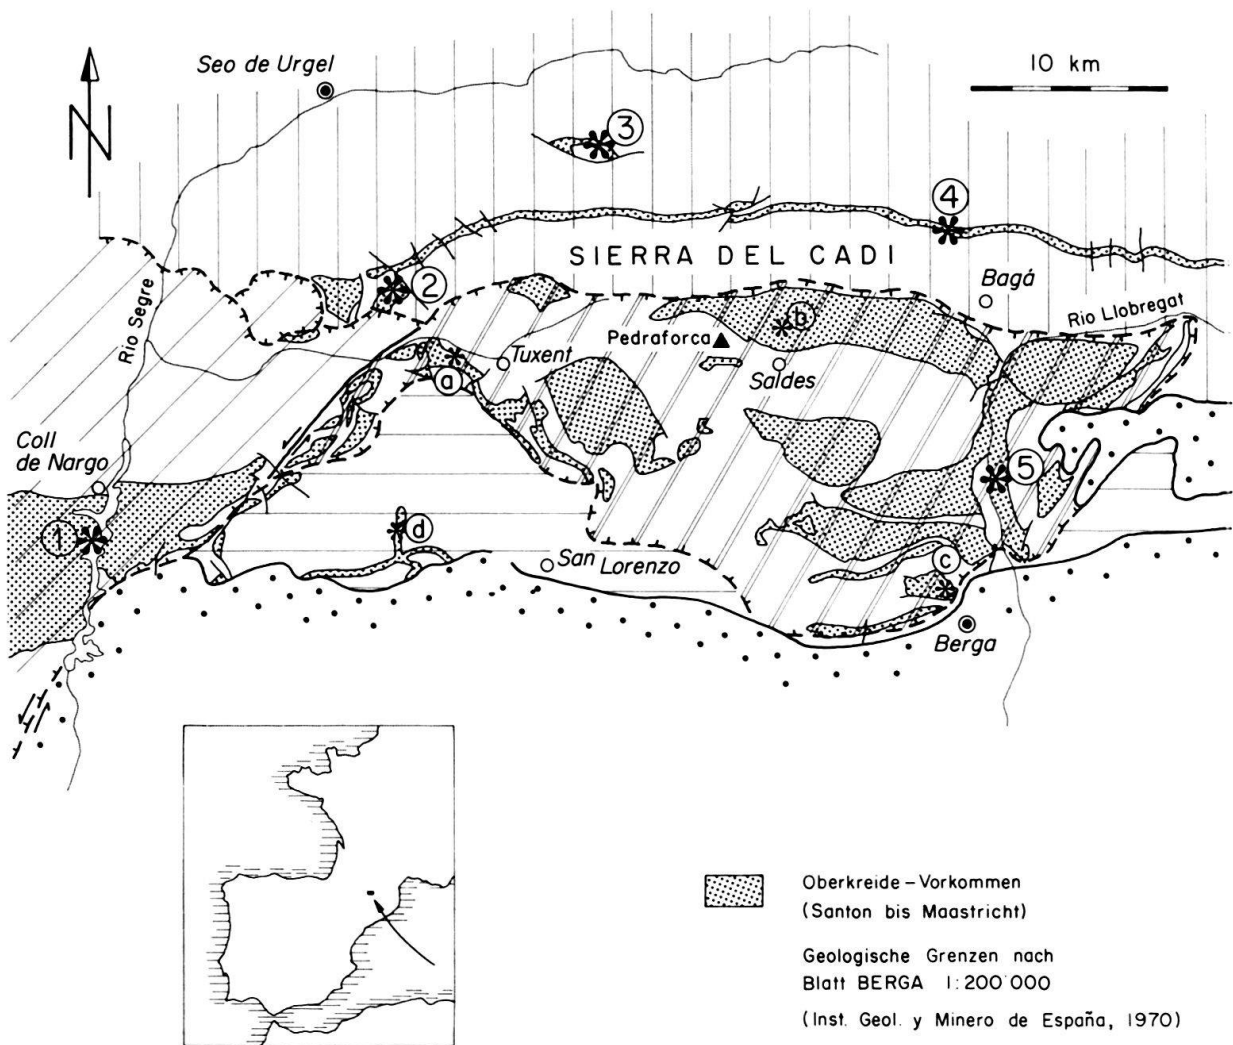 Seo de Urgel
10 km
N
3
4
SIERRA DEL CADI
2
Bagá
Rio Segre
Rio Llobregat
b
Pedraforca
Tuxent
a
Saldes
Coll
de Nargo
5
1
d
San Lorenzo
c
Berga
Oberkreide – Vorkommen
(Santon bis Maastricht)
Geologische Grenzen nach
Blatt BERGA 1:200'000
(Inst. Geol. y Minero de España, 1970)